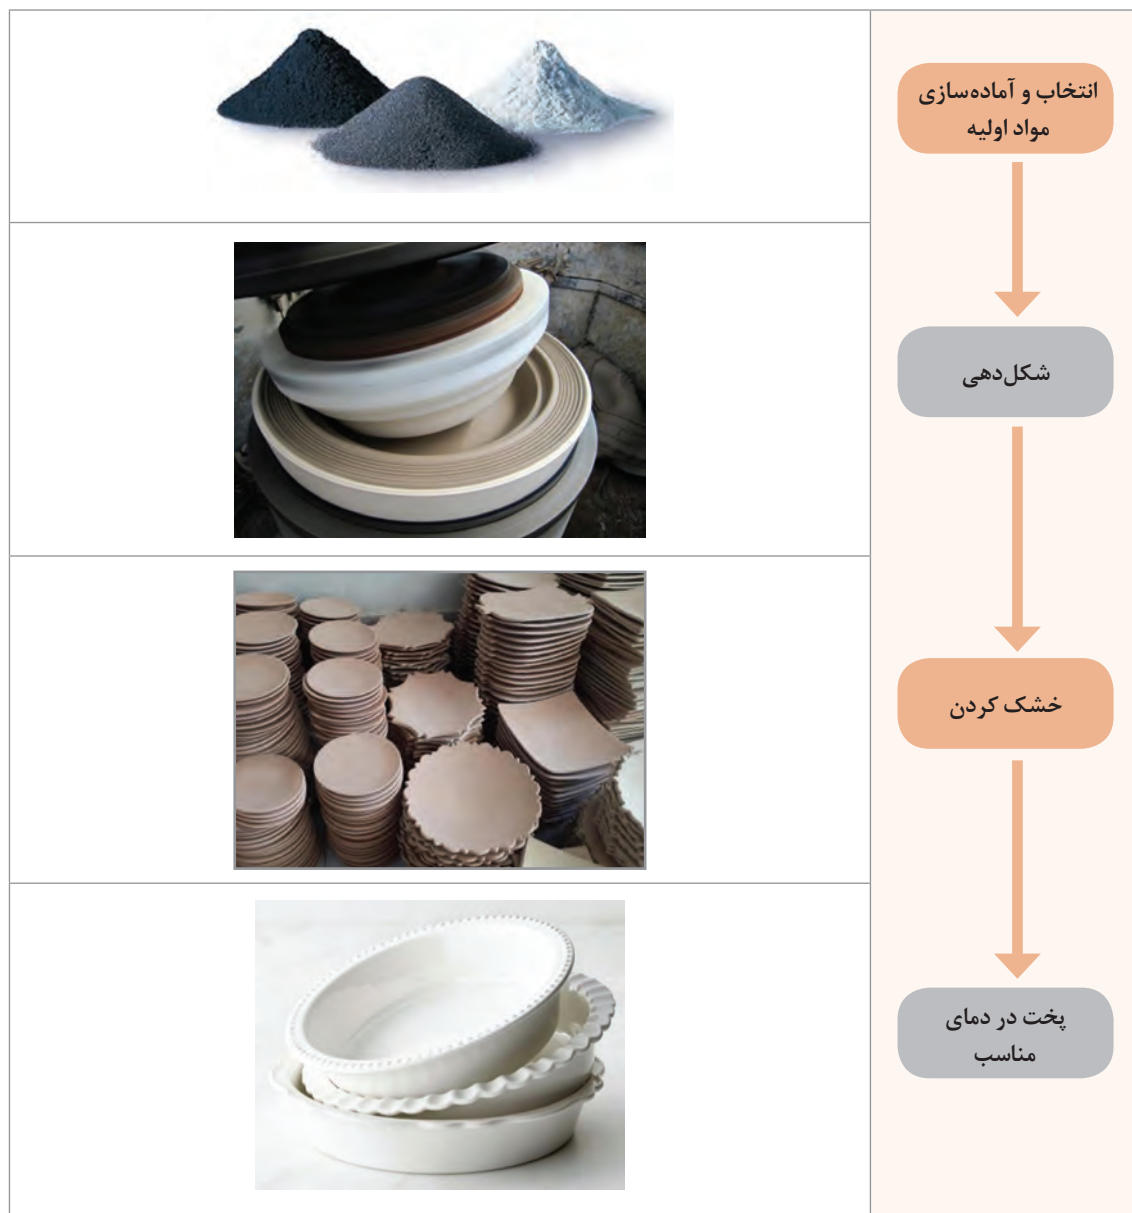 انتخاب و آماده‌سازی
مواد اولیه
شکل‌دهی
خشک کردن
پخت در دمای
مناسب